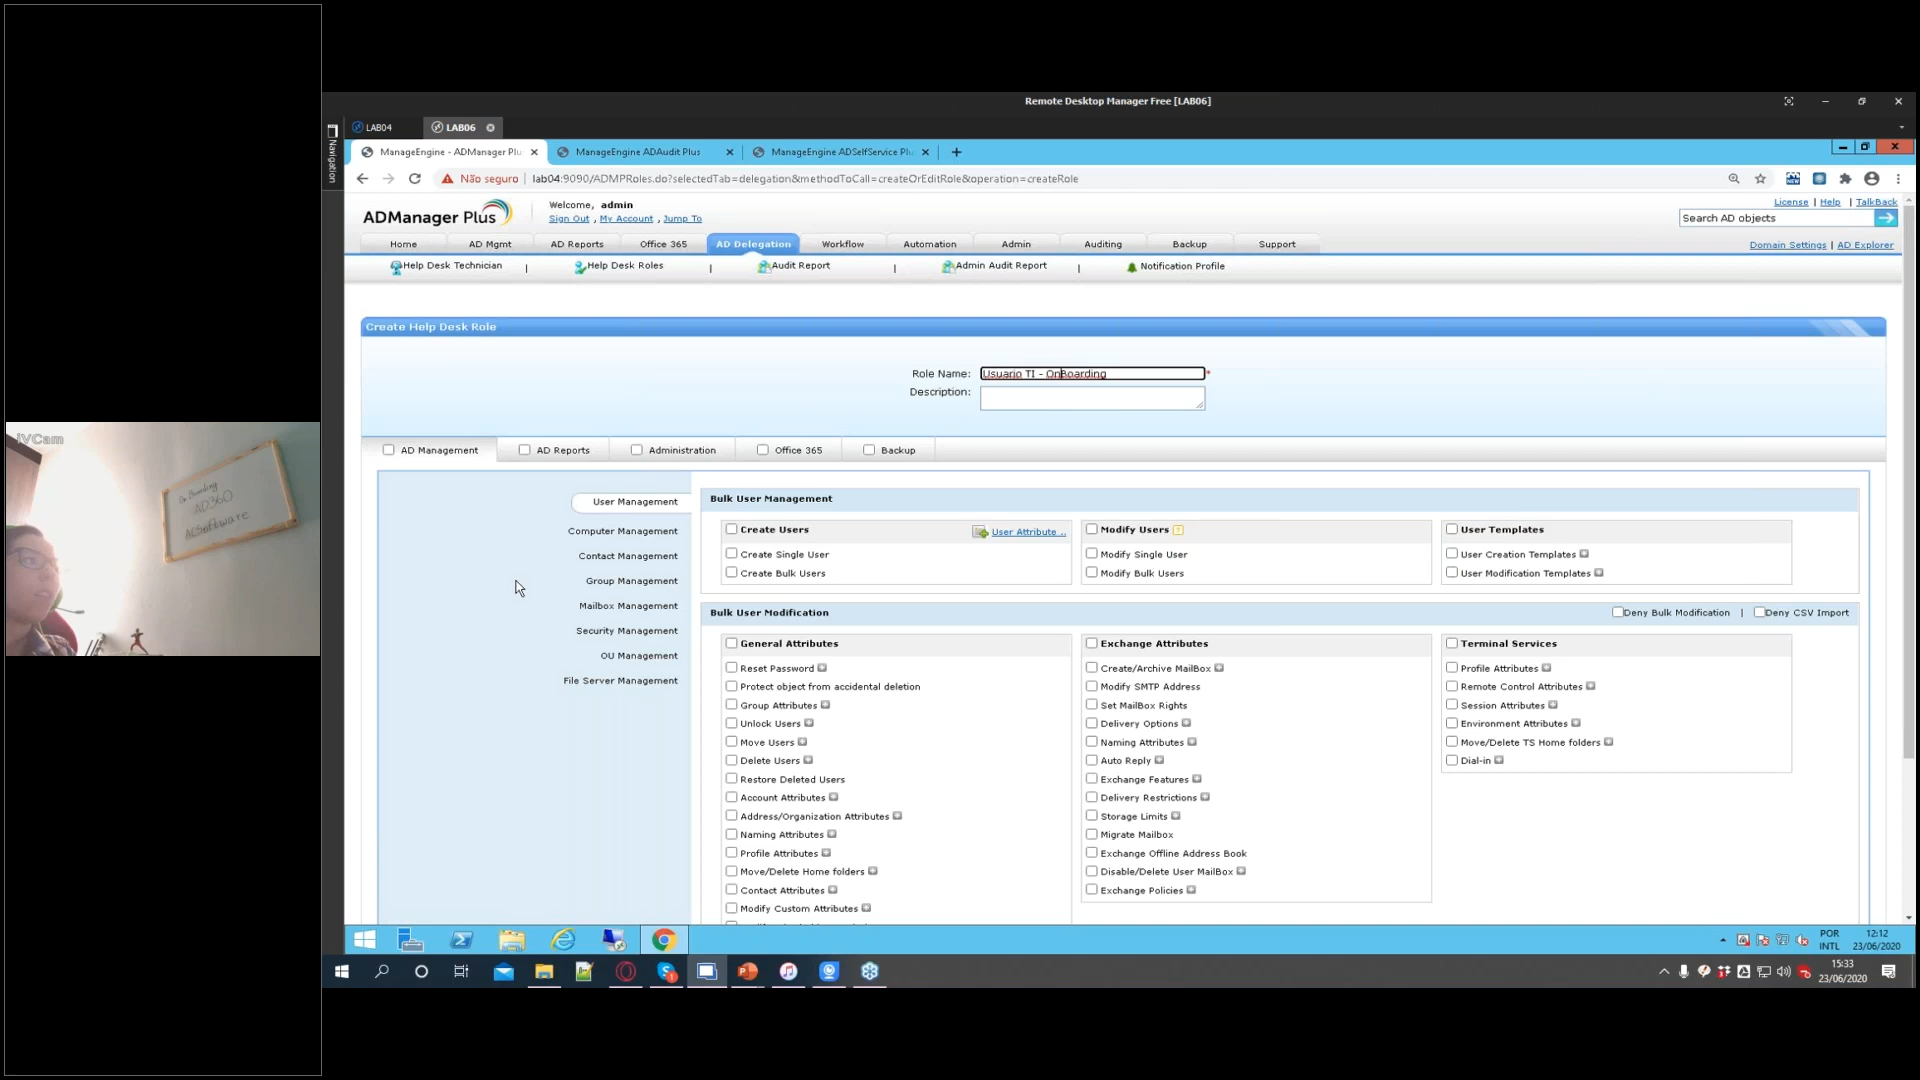 Remote Desktop Manager Free [LAB06]
LAB04
LAB06
Navigation
ManageEngine - ADManager Plu
ManageEngine ADAudit Plus
ManageEngine ADSelfService Plu
Não seguro
lab04:9090/ADMPRoles.do?selectedTab=delegation&methodToCall=createOrEditRole&operation=createRole
ADManager Plus
Welcome, admin
Sign Out , My Account , Jump To
License | Help | TalkBack
Search AD objects
Home
AD Mgmt
AD Reports
Office 365
AD Delegation
Workflow
Automation
Admin
Auditing
Backup
Support
Domain Settings | AD Explorer
Help Desk Technician | Help Desk Roles | Audit Report | Admin Audit Report | Notification Profile
Create Help Desk Role
Role Name: Usuario TI - OnBoarding *
Description:
AD Management
AD Reports
Administration
Office 365
Backup
User Management
Computer Management
Contact Management
Group Management
Mailbox Management
Security Management
OU Management
File Server Management
Bulk User Management
Create Users
User Attribute ..
Create Single User
Create Bulk Users
Modify Users ?
Modify Single User
Modify Bulk Users
User Templates
User Creation Templates
User Modification Templates
Bulk User Modification
Deny Bulk Modification | Deny CSV Import
General Attributes
Reset Password
Protect object from accidental deletion
Group Attributes
Unlock Users
Move Users
Delete Users
Restore Deleted Users
Account Attributes
Address/Organization Attributes
Naming Attributes
Profile Attributes
Move/Delete Home folders
Contact Attributes
Modify Custom Attributes
Exchange Attributes
Create/Archive MailBox
Modify SMTP Address
Set MailBox Rights
Delivery Options
Naming Attributes
Auto Reply
Exchange Features
Delivery Restrictions
Storage Limits
Migrate Mailbox
Exchange Offline Address Book
Disable/Delete User MailBox
Exchange Policies
Terminal Services
Profile Attributes
Remote Control Attributes
Session Attributes
Environment Attributes
Move/Delete TS Home folders
Dial-in
POR
INTL
12:12
23/06/2020
15:33
23/06/2020
iVCam
On Boarding
AD360
ACSoftware